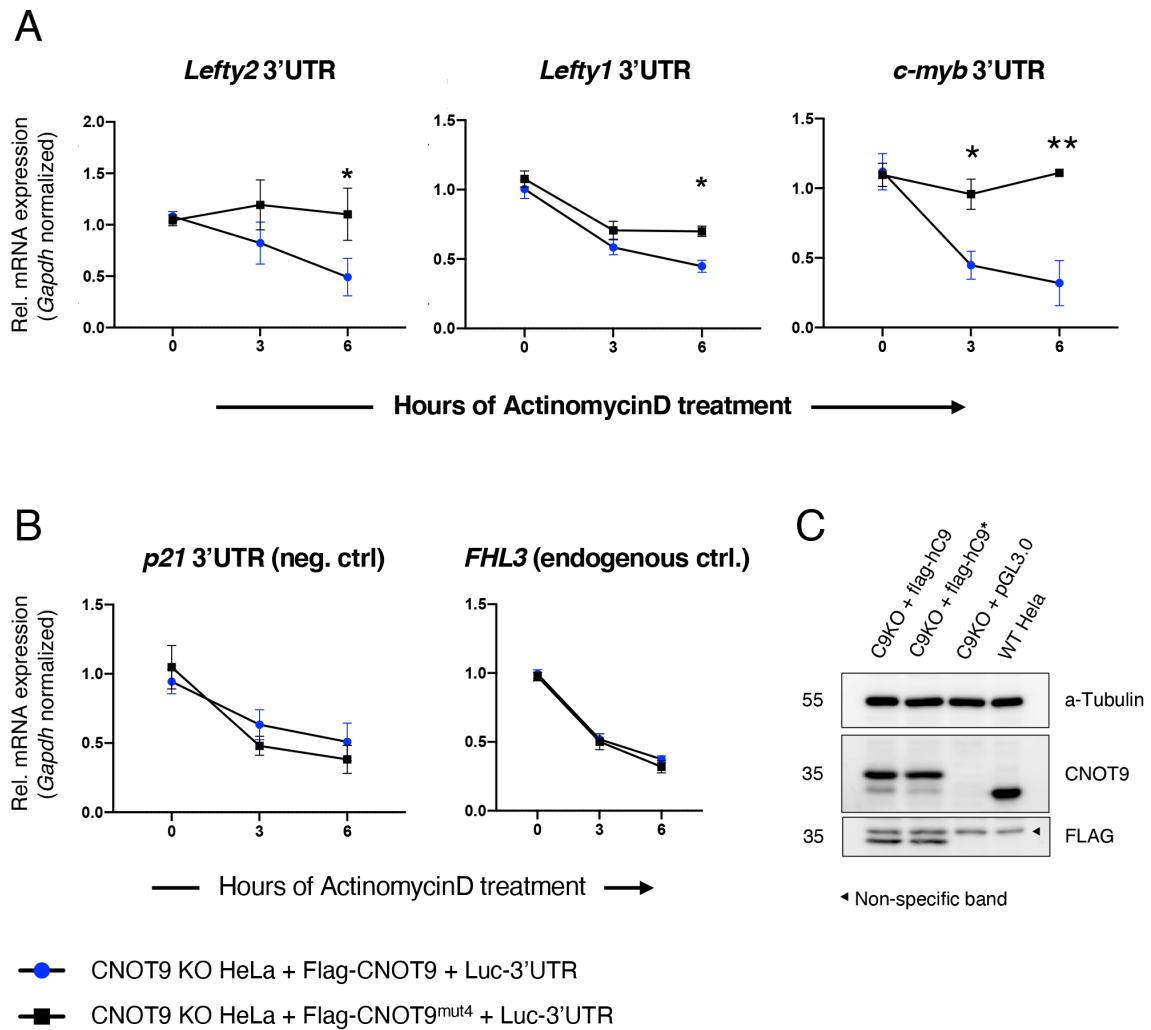 A
Lefty2 3’UTR
Lefty1 3’UTR
c-myb 3’UTR
Rel. mRNA expression
(Gapdh normalized)
2.0
1.5
1.0
0.5
0.0
*
0 3 6
1.5
1.0
0.5
0.0
*
0 3 6
1.5
1.0
0.5
0.0
*
**
0 3 6
Hours of ActinomycinD treatment
B
p21 3’UTR (neg. ctrl)
FHL3 (endogenous ctrl.)
Rel. mRNA expression
(Gapdh normalized)
1.5
1.0
0.5
0.0
0 3 6
1.5
1.0
0.5
0.0
0 3 6
Hours of ActinomycinD treatment
C
C9KO + flag-hC9
C9KO + flag-hC9*
C9KO + pGL3.0
WT Hela
55 a-Tubulin
35 CNOT9
35 FLAG
Non-specific band
CNOT9 KO HeLa + Flag-CNOT9 + Luc-3’UTR
CNOT9 KO HeLa + Flag-CNOT9mut4 + Luc-3’UTR